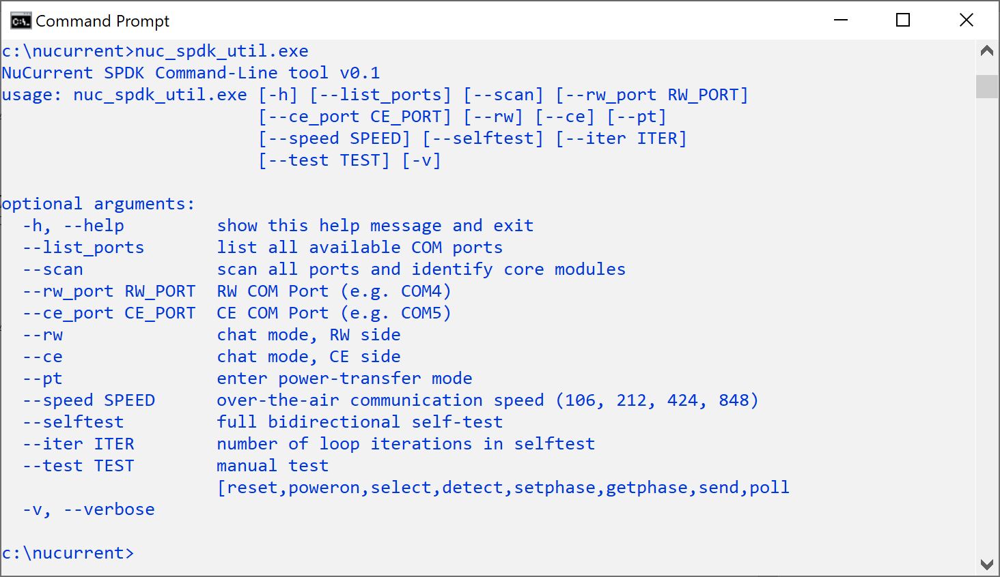 Command Prompt
c:\nucurrent>nuc_spdk_util.exe
NuCurrent SPDK Command-Line tool v0.1
usage: nuc_spdk_util.exe [-h] [--list_ports] [--scan] [--rw_port RW_PORT]
                         [--ce_port CE_PORT] [--rw] [--ce] [--pt]
                         [--speed SPEED] [--selftest] [--iter ITER]
                         [--test TEST] [-v]

optional arguments:
  -h, --help         show this help message and exit
  --list_ports       list all available COM ports
  --scan             scan all ports and identify core modules
  --rw_port RW_PORT  RW COM Port (e.g. COM4)
  --ce_port CE_PORT  CE COM Port (e.g. COM5)
  --rw               chat mode, RW side
  --ce               chat mode, CE side
  --pt               enter power-transfer mode
  --speed SPEED      over-the-air communication speed (106, 212, 424, 848)
  --selftest         full bidirectional self-test
  --iter ITER        number of loop iterations in selftest
  --test TEST        manual test
                     [reset,poweron,select,detect,setphase,getphase,send,poll
  -v, --verbose

c:\nucurrent>